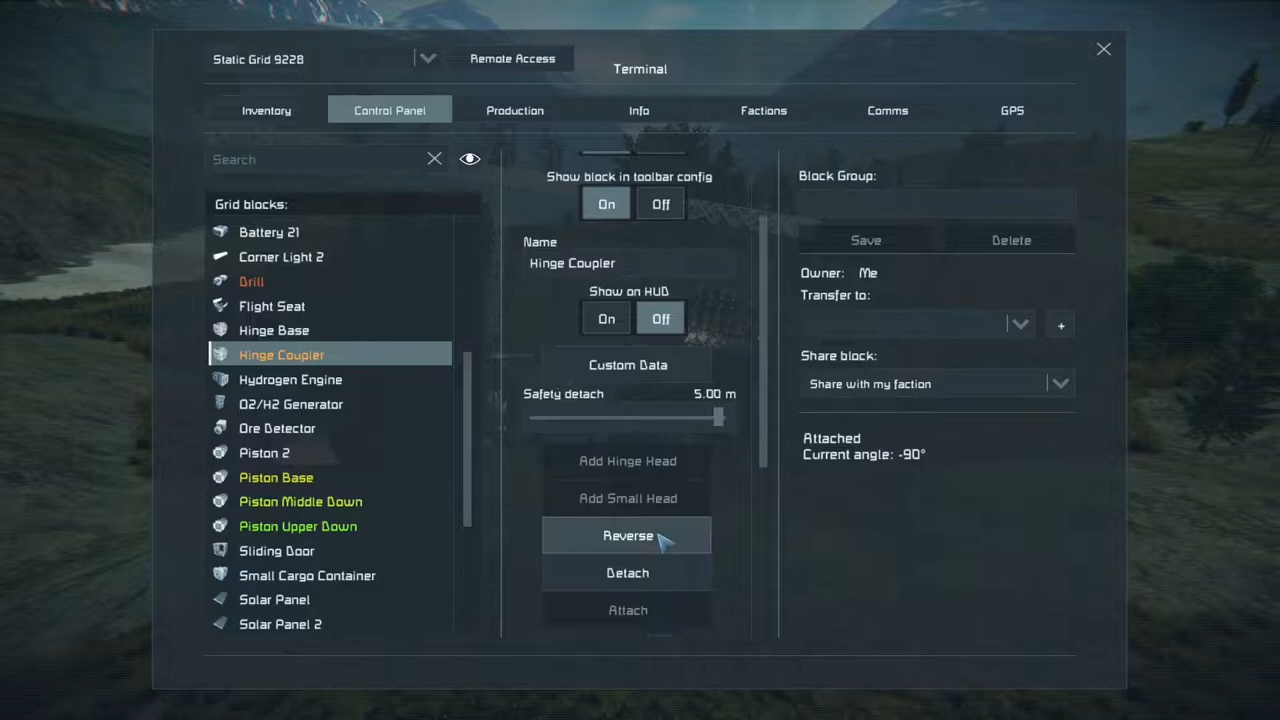 Static Grid 9228
Remote Access
Terminal
Inventory
Control Panel
Production
Info
Factions
Comms
GPS
Search
Grid blocks:
Battery 21
Corner Light 2
Drill
Flight Seat
Hinge Base
Hinge Coupler
Hydrogen Engine
O2/H2 Generator
Ore Detector
Piston 2
Piston Base
Piston Middle Down
Piston Upper Down
Sliding Door
Small Cargo Container
Solar Panel
Solar Panel 2
Show block in toolbar config
On Off
Name
Hinge Coupler
Show on HUD
On Off
Custom Data
Safety detach 5.00 m
Add Hinge Head
Add Small Head
Reverse
Detach
Attach
Block Group:
Save Delete
Owner: Me
Transfer to:
+
Share block:
Share with my faction
Attached
Current angle: -90°